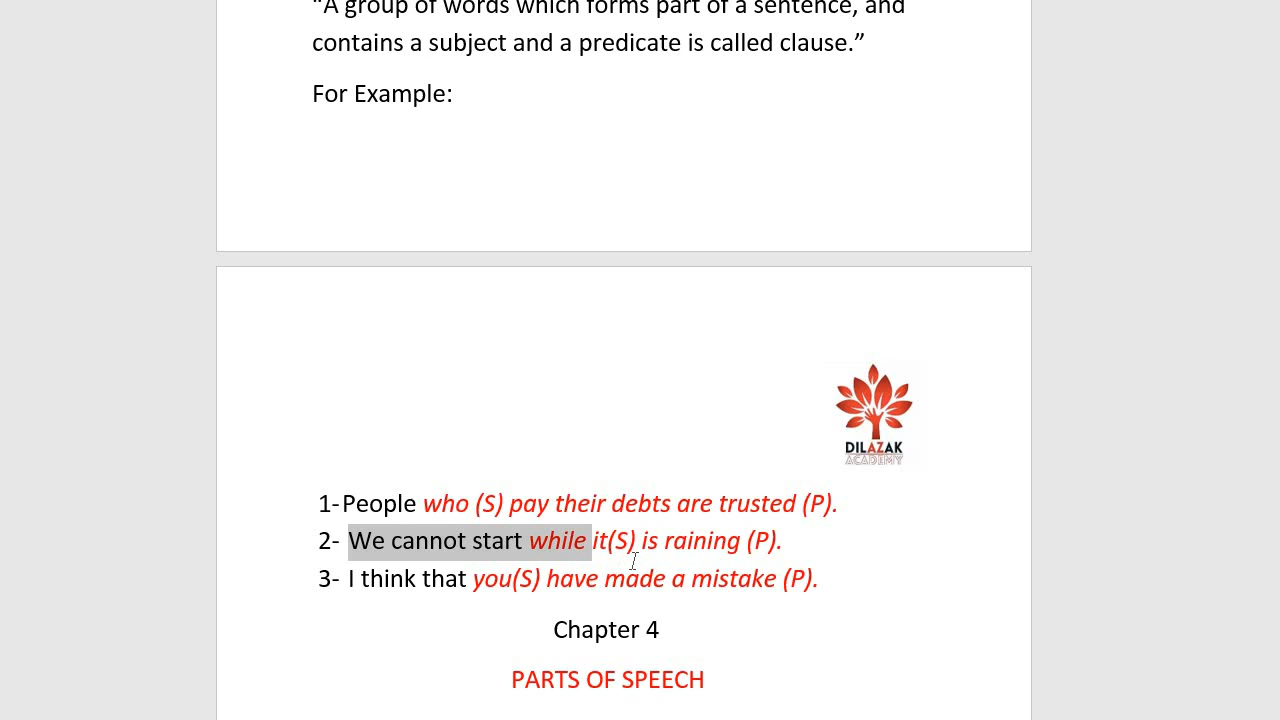 “A group of words which forms part of a sentence, and
contains a subject and a predicate is called clause.”
For Example:
DILAZAK
ACADEMY
1-People who (S) pay their debts are trusted (P).
2- We cannot start while it(S) is raining (P).
3- I think that you(S) have made a mistake (P).
Chapter 4
PARTS OF SPEECH